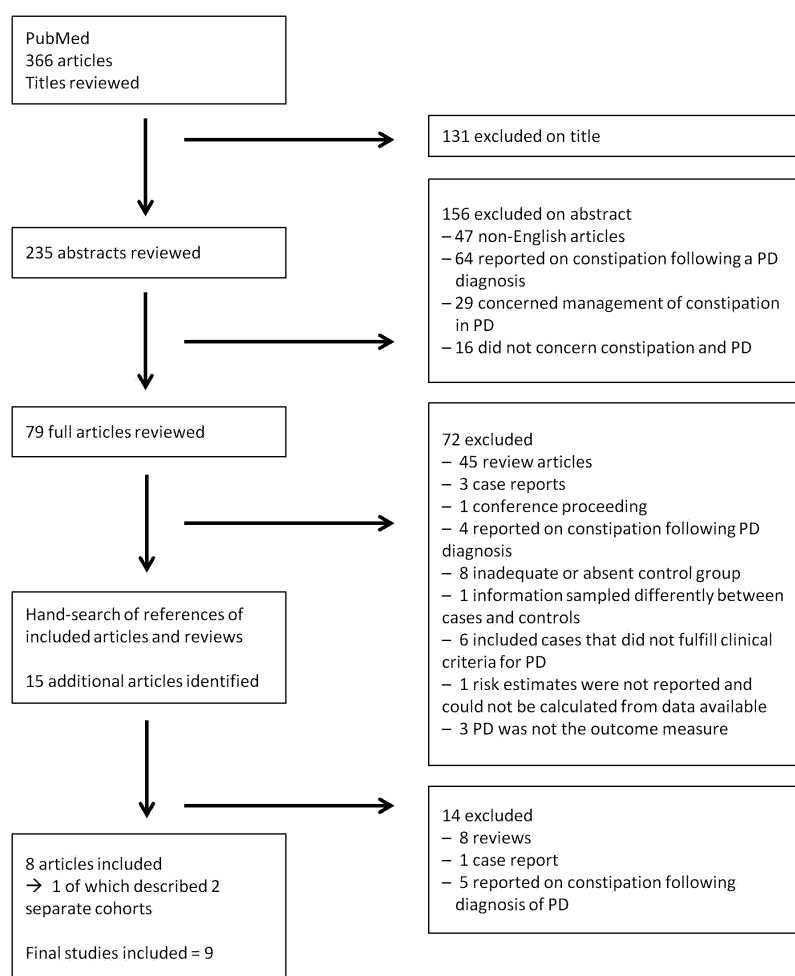 PubMed
366 articles
Titles reviewed
131 excluded on title
235 abstracts reviewed
156 excluded on abstract
– 47 non-English articles
– 64 reported on constipation following a PD
diagnosis
– 29 concerned management of constipation
in PD
– 16 did not concern constipation and PD
79 full articles reviewed
72 excluded
– 45 review articles
– 3 case reports
– 1 conference proceeding
– 4 reported on constipation following PD
diagnosis
– 8 inadequate or absent control group
– 1 information sampled differently between
cases and controls
– 6 included cases that did not fulfill clinical
criteria for PD
– 1 risk estimates were not reported and
could not be calculated from data available
– 3 PD was not the outcome measure
Hand-search of references of
included articles and reviews
15 additional articles identified
14 excluded
– 8 reviews
– 1 case report
– 5 reported on constipation following
diagnosis of PD
8 articles included
→ 1 of which described 2
separate cohorts
Final studies included = 9